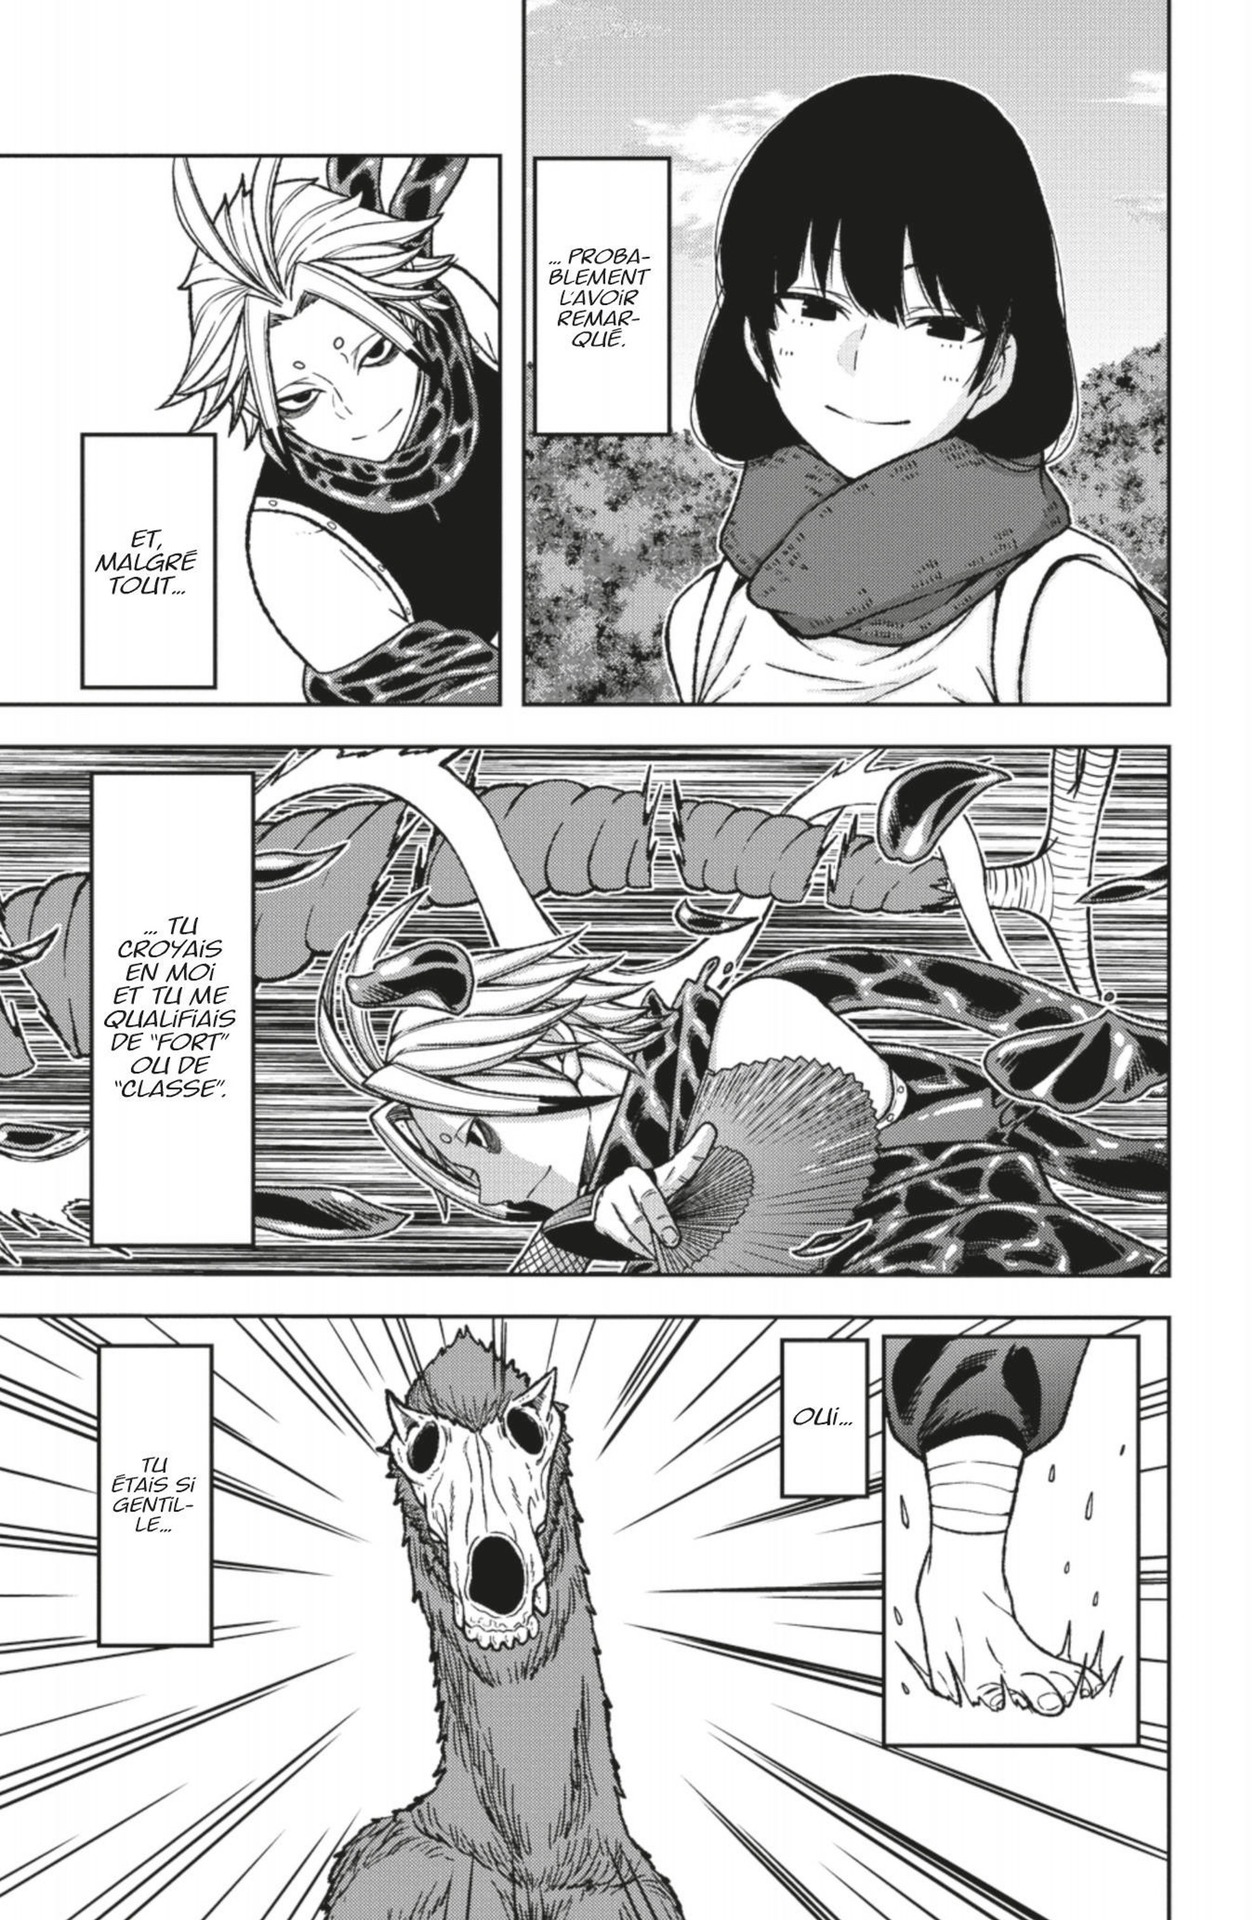 ... PROBA-
BLEMENT
L'AVOIR
REMAR-
QUÉ.
ET,
MALGRÉ
TOUT...
... TU
CROYAIS
EN MOI
ET TU ME
QUALIFIAIS
DE "FORT"
OU DE
"CLASSE".
OUI...
TU
ÉTAIS SI
GENTIL-
LE...